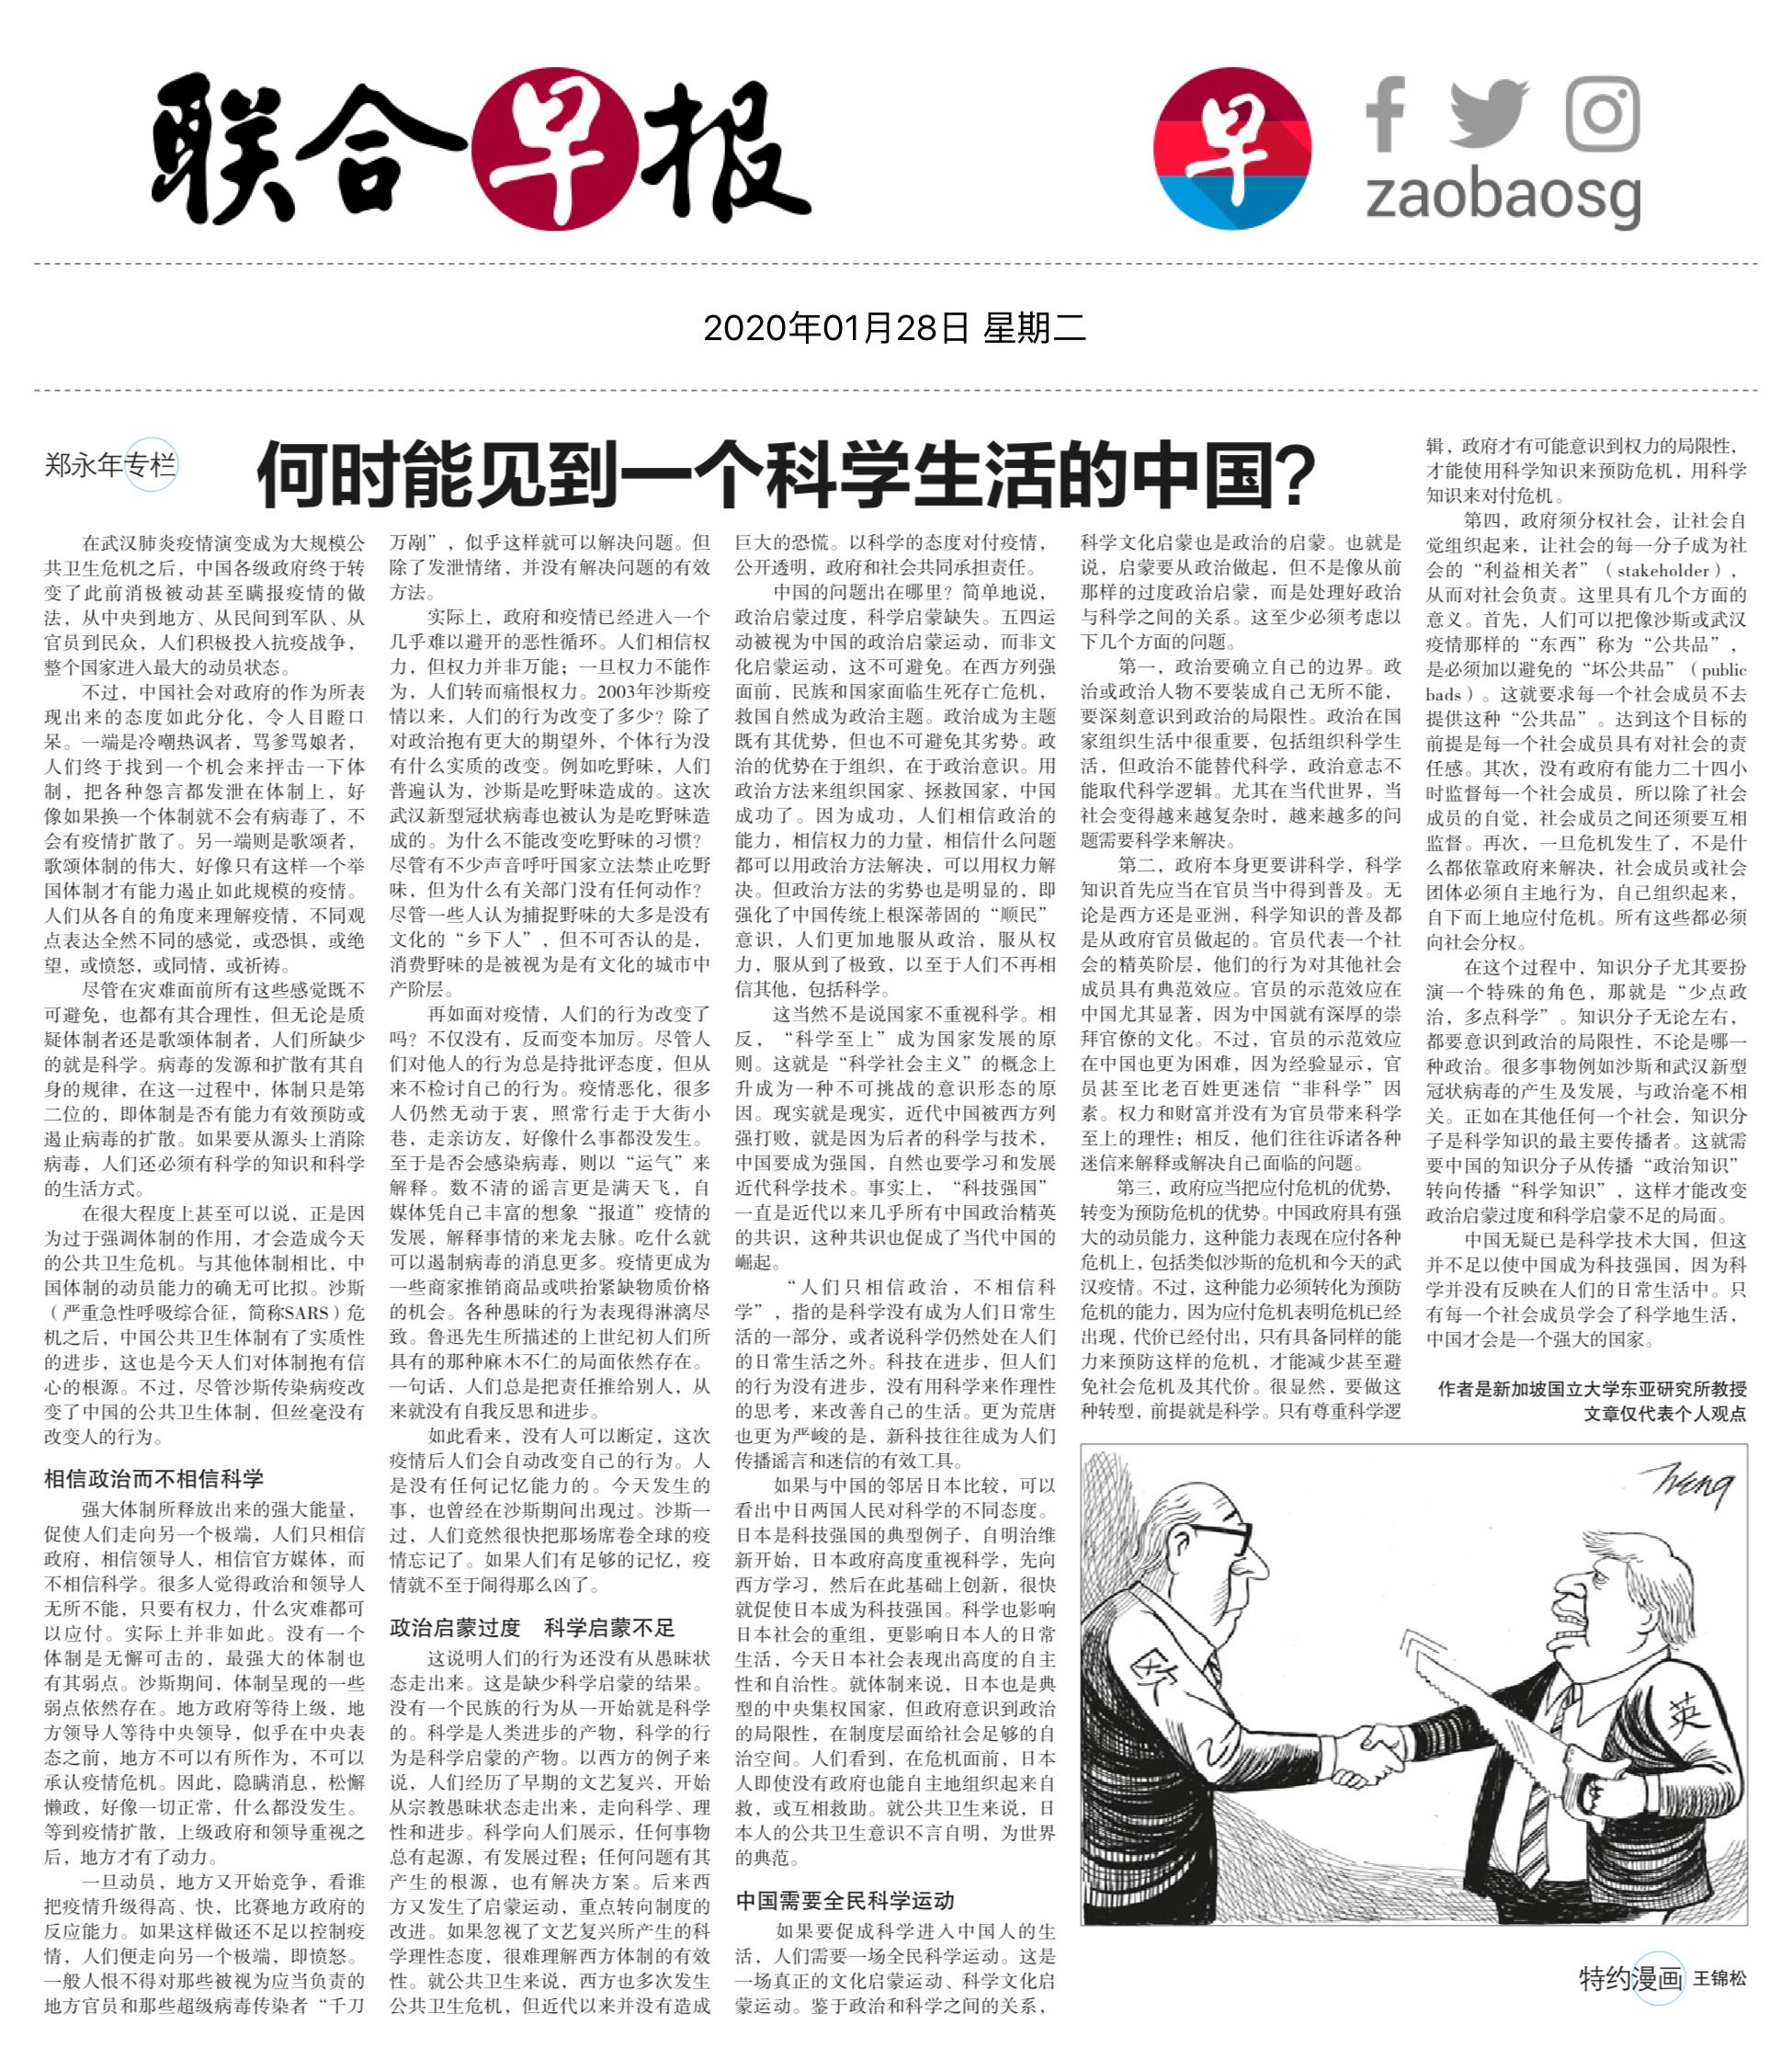 联合早报
早
zaobaosg
2020年01月28日 星期二
郑永年专栏
何时能见到一个科学生活的中国?
在武汉肺炎疫情演变成为大规模公
共卫生危机之后，中国各级政府终于转
变了此前消极被动甚至瞒报疫情的做
法，从中央到地方、从民间到军队、从
官员到民众，人们积极投入抗疫战争，
整个国家进入最大的动员状态。
不过，中国社会对政府的作为所表
现出来的态度如此分化，令人目瞪口
呆。一端是冷嘲热讽者，骂爹骂娘者，
人们终于找到一个机会来抨击一下体
制，把各种怨言都发泄在体制上，好
像如果换一个体制就不会有病毒了，不
会有疫情扩散了。另一端则是歌颂者，
歌颂体制的伟大，好像只有这样一个举
国体制才有能力遏止如此规模的疫情。
人们从各自的角度来理解疫情，不同观
点表达全然不同的感觉，或恐惧，或绝
望，或愤怒，或同情，或祈祷。
尽管在灾难面前所有这些感觉既不
可避免，也都有其合理性，但无论是质
疑体制者还是歌颂体制者，人们所缺少
的就是科学。病毒的发源和扩散有其自
身的规律，在这一过程中，体制只是第
二位的，即体制是否有能力有效预防或
遏止病毒的扩散。如果要从源头上消除
病毒，人们还必须有科学的知识和科学
的生活方式。
在很大程度上甚至可以说，正是因
为过于强调体制的作用，才会造成今天
的公共卫生危机。与其他体制相比，中
国体制的动员能力的确无可比拟。沙斯
（严重急性呼吸综合征，简称SARS）危
机之后，中国公共卫生体制有了实质性
的进步，这也是今天人们对体制抱有信
心的根源。不过，尽管沙斯传染病疫改
变了中国的公共卫生体制，但丝毫没有
改变人的行为。
相信政治而不相信科学
强大体制所释放出来的强大能量，
促使人们走向另一个极端，人们只相信
政府，相信领导人，相信官方媒体，而
不相信科学。很多人觉得政治和领导人
无所不能，只要有权力，什么灾难都可
以应付。实际上并非如此。没有一个
体制是无懈可击的，最强大的体制也
有其弱点。沙斯期间，体制呈现的一些
弱点依然存在。地方政府等待上级，地
方领导人等待中央领导，似乎在中央表
态之前，地方不可以有所作为，不可以
承认疫情危机。因此，隐瞒消息，松懈
懒政，好像一切正常，什么都没发生。
等到疫情扩散，上级政府和领导重视之
后，地方才有了动力。
一旦动员，地方又开始竞争，看谁
把疫情升级得高、快，比赛地方政府的
反应能力。如果这样做还不足以控制疫
情，人们便走向另一个极端，即愤怒。
一般人恨不得对那些被视为应当负责的
地方官员和那些超级病毒传染者“千刀
万剐”，似乎这样就可以解决问题。但
除了发泄情绪，并没有解决问题的有效
方法。
实际上，政府和疫情已经进入一个
几乎难以避开的恶性循环。人们相信权
力，但权力并非万能；一旦权力不能作
为，人们转而痛恨权力。2003年沙斯疫
情以来，人们的行为改变了多少？除了
对政治抱有更大的期望外，个体行为没
有什么实质的改变。例如吃野味，人们
普遍认为，沙斯是吃野味造成的。这次
武汉新型冠状病毒也被认为是吃野味造
成的。为什么不能改变吃野味的习惯？
尽管有不少声音呼吁国家立法禁止吃野
味，但为什么有关部门没有任何动作？
尽管一些人认为捕捉野味的大多是没有
文化的“乡下人”，但不可否认的是，
消费野味的是被视为是有文化的城市中
产阶层。
再如面对疫情，人们的行为改变了
吗？不仅没有，反而变本加厉。尽管人
们对他人的行为总是持批评态度，但从
来不检讨自己的行为。疫情恶化，很多
人仍然无动于衷，照常行走于大街小
巷，走亲访友，好像什么事都没发生。
至于是否会感染病毒，则以“运气”来
解释。数不清的谣言更是满天飞，自
媒体凭自己丰富的想象“报道”疫情的
发展，解释事情的来龙去脉。吃什么就
可以遏制病毒的消息更多。疫情更成为
一些商家推销商品或哄抬紧缺物质价格
的机会。各种愚昧的行为表现得淋漓尽
致。鲁迅先生所描述的上世纪初人们所
具有的那种麻木不仁的局面依然存在。
一句话，人们总是把责任推给别人，从
来就没有自我反思和进步。
如此看来，没有人可以断定，这次
疫情后人们会自动改变自己的行为。人
是没有任何记忆能力的。今天发生的
事，也曾经在沙斯期间出现过。沙斯一
过，人们竟然很快把那场席卷全球的疫
情忘记了。如果人们有足够的记忆，疫
情就不至于闹得那么凶了。
政治启蒙过度　科学启蒙不足
这说明人们的行为还没有从愚昧状
态走出来。这是缺少科学启蒙的结果。
没有一个民族的行为从一开始就是科学
的。科学是人类进步的产物，科学的行
为是科学启蒙的产物。以西方的例子来
说，人们经历了早期的文艺复兴，开始
从宗教愚昧状态走出来，走向科学、理
性和进步。科学向人们展示，任何事物
总有起源，有发展过程；任何问题有其
产生的根源，也有解决方案。后来西
方又发生了启蒙运动，重点转向制度的
改进。如果忽视了文艺复兴所产生的科
学理性态度，很难理解西方体制的有效
性。就公共卫生来说，西方也多次发生
公共卫生危机，但近代以来并没有造成
巨大的恐慌。以科学的态度对付疫情，
公开透明，政府和社会共同承担责任。
中国的问题出在哪里？简单地说，
政治启蒙过度，科学启蒙缺失。五四运
动被视为中国的政治启蒙运动，而非文
化启蒙运动，这不可避免。在西方列强
面前，民族和国家面临生死存亡危机，
救国自然成为政治主题。政治成为主题
既有其优势，但也不可避免其劣势。政
治的优势在于组织，在于政治意识。用
政治方法来组织国家、拯救国家，中国
成功了。因为成功，人们相信政治的
能力，相信权力的力量，相信什么问题
都可以用政治方法解决，可以用权力解
决。但政治方法的劣势也是明显的，即
强化了中国传统上根深蒂固的“顺民”
意识，人们更加地服从政治，服从权
力，服从到了极致，以至于人们不再相
信其他，包括科学。
这当然不是说国家不重视科学。相
反，“科学至上”成为国家发展的原
则。这就是“科学社会主义”的概念上
升成为一种不可挑战的意识形态的原
因。现实就是现实，近代中国被西方列
强打败，就是因为后者的科学与技术，
中国要成为强国，自然也要学习和发展
近代科学技术。事实上，“科技强国”
一直是近代以来几乎所有中国政治精英
的共识，这种共识也促成了当代中国的
崛起。
“人们只相信政治，不相信科
学”，指的是科学没有成为人们日常生
活的一部分，或者说科学仍然处在人们
的日常生活之外。科技在进步，但人们
的行为没有进步，没有用科学来作理性
的思考，来改善自己的生活。更为荒唐
也更为严峻的是，新科技往往成为人们
传播谣言和迷信的有效工具。
如果与中国的邻居日本比较，可以
看出中日两国人民对科学的不同态度。
日本是科技强国的典型例子，自明治维
新开始，日本政府高度重视科学，先向
西方学习，然后在此基础上创新，很快
就促使日本成为科技强国。科学也影响
日本社会的重组，更影响日本人的日常
生活，今天日本社会表现出高度的自主
性和自治性。就体制来说，日本也是典
型的中央集权国家，但政府意识到政治
的局限性，在制度层面给社会足够的自
治空间。人们看到，在危机面前，日本
人即使没有政府也能自主地组织起来自
救，或互相救助。就公共卫生来说，日
本人的公共卫生意识不言自明，为世界
的典范。
中国需要全民科学运动
如果要促成科学进入中国人的生
活，人们需要一场全民科学运动。这是
一场真正的文化启蒙运动、科学文化启
蒙运动。鉴于政治和科学之间的关系，
科学文化启蒙也是政治的启蒙。也就是
说，启蒙要从政治做起，但不是像从前
那样的过度政治启蒙，而是处理好政治
与科学之间的关系。这至少必须考虑以
下几个方面的问题。
第一，政治要确立自己的边界。政
治或政治人物不要装成自己无所不能，
要深刻意识到政治的局限性。政治在国
家组织生活中很重要，包括组织科学生
活，但政治不能替代科学，政治意志不
能取代科学逻辑。尤其在当代世界，当
社会变得越来越复杂时，越来越多的问
题需要科学来解决。
第二，政府本身更要讲科学，科学
知识首先应当在官员当中得到普及。无
论是西方还是亚洲，科学知识的普及都
是从政府官员做起的。官员代表一个社
会的精英阶层，他们的行为对其他社会
成员具有典范效应。官员的示范效应在
中国尤其显著，因为中国就有深厚的崇
拜官僚的文化。不过，官员的示范效应
在中国也更为困难，因为经验显示，官
员甚至比老百姓更迷信“非科学”因
素。权力和财富并没有为官员带来科学
至上的理性；相反，他们往往诉诸各种
迷信来解释或解决自己面临的问题。
第三，政府应当把应付危机的优势，
转变为预防危机的优势。中国政府具有强
大的动员能力，这种能力表现在应付各种
危机上，包括类似沙斯的危机和今天的武
汉疫情。不过，这种能力必须转化为预防
危机的能力，因为应付危机表明危机已经
出现，代价已经付出，只有具备同样的能
力来预防这样的危机，才能减少甚至避
免社会危机及其代价。很显然，要做这
种转型，前提就是科学。只有尊重科学逻
辑，政府才有可能意识到权力的局限性，
才能使用科学知识来预防危机，用科学
知识来对付危机。
第四，政府须分权社会，让社会自
觉组织起来，让社会的每一分子成为社
会的“利益相关者”（stakeholder），
从而对社会负责。这里具有几个方面的
意义。首先，人们可以把像沙斯或武汉
疫情那样的“东西”称为“公共品”，
是必须加以避免的“坏公共品”（public
bads）。这就要求每一个社会成员不去
提供这种“公共品”。达到这个目标的
前提是每一个社会成员具有对社会的责
任感。其次，没有政府有能力二十四小
时监督每一个社会成员，所以除了社会
成员的自觉，社会成员之间还须要互相
监督。再次，一旦危机发生了，不是什
么都依靠政府来解决，社会成员或社会
团体必须自主地行为，自己组织起来，
自下而上地应付危机。所有这些都必须
向社会分权。
在这个过程中，知识分子尤其要扮
演一个特殊的角色，那就是“少点政
治，多点科学”。知识分子无论左右，
都要意识到政治的局限性，不论是哪一
种政治。很多事物例如沙斯和武汉新型
冠状病毒的产生及发展，与政治毫不相
关。正如在其他任何一个社会，知识分
子是科学知识的最主要传播者。这就需
要中国的知识分子从传播“政治知识”
转向传播“科学知识”，这样才能改变
政治启蒙过度和科学启蒙不足的局面。
中国无疑已是科学技术大国，但这
并不足以使中国成为科技强国，因为科
学并没有反映在人们的日常生活中。只
有每一个社会成员学会了科学地生活，
中国才会是一个强大的国家。
作者是新加坡国立大学东亚研究所教授
文章仅代表个人观点
Heng
欧
英
特约漫画 王锦松